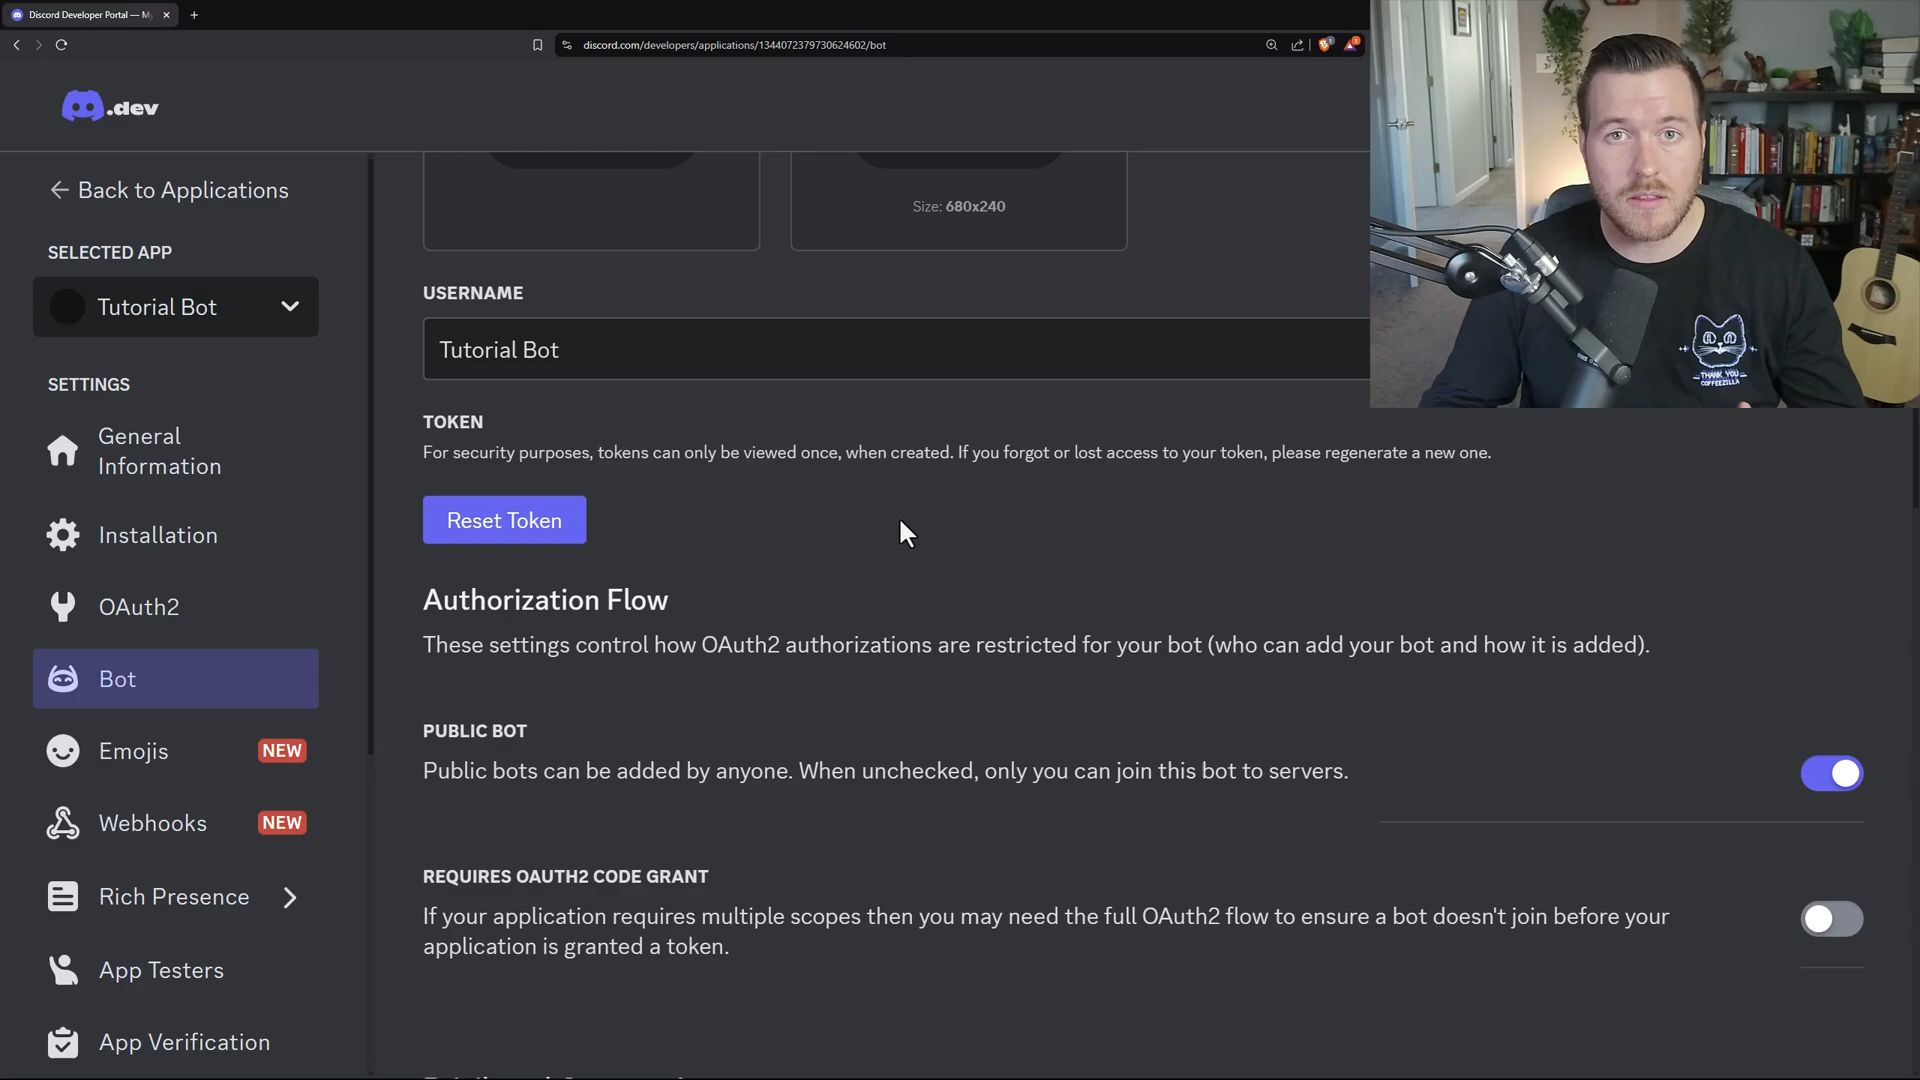 Discord Developer Portal — My
discord.com/developers/applications/1344072379730624602/bot
.dev
Back to Applications
SELECTED APP
Tutorial Bot
SETTINGS
General
Information
Installation
OAuth2
Bot
Emojis NEW
Webhooks NEW
Rich Presence
App Testers
App Verification
Size: 680x240
USERNAME
Tutorial Bot
TOKEN
For security purposes, tokens can only be viewed once, when created. If you forgot or lost access to your token, please regenerate a new one.
Reset Token
Authorization Flow
These settings control how OAuth2 authorizations are restricted for your bot (who can add your bot and how it is added).
PUBLIC BOT
Public bots can be added by anyone. When unchecked, only you can join this bot to servers.
REQUIRES OAUTH2 CODE GRANT
If your application requires multiple scopes then you may need the full OAuth2 flow to ensure a bot doesn't join before your
application is granted a token.
THANK YOU
COFFEEZILLA